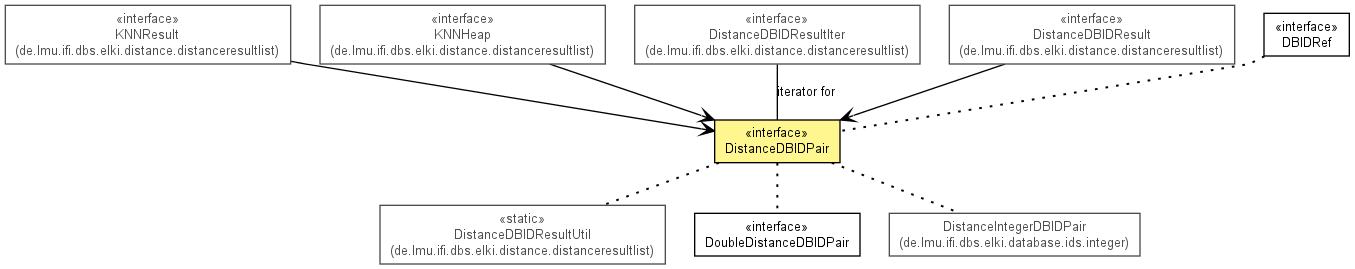 «interface»
KNNResult
(de.lmu.ifi.dbs.elki.distance.distanceresultlist)
«interface»
KNNHeap
(de.lmu.ifi.dbs.elki.distance.distanceresultlist)
«interface»
DistanceDBIDResultIter
(de.lmu.ifi.dbs.elki.distance.distanceresultlist)
«interface»
DistanceDBIDResult
(de.lmu.ifi.dbs.elki.distance.distanceresultlist)
«interface»
DBIDRef
iterator for
«interface»
DistanceDBIDPair
«static»
DistanceDBIDResultUtil
(de.lmu.ifi.dbs.elki.distance.distanceresultlist)
«interface»
DoubleDistanceDBIDPair
DistanceIntegerDBIDPair
(de.lmu.ifi.dbs.elki.database.ids.integer)